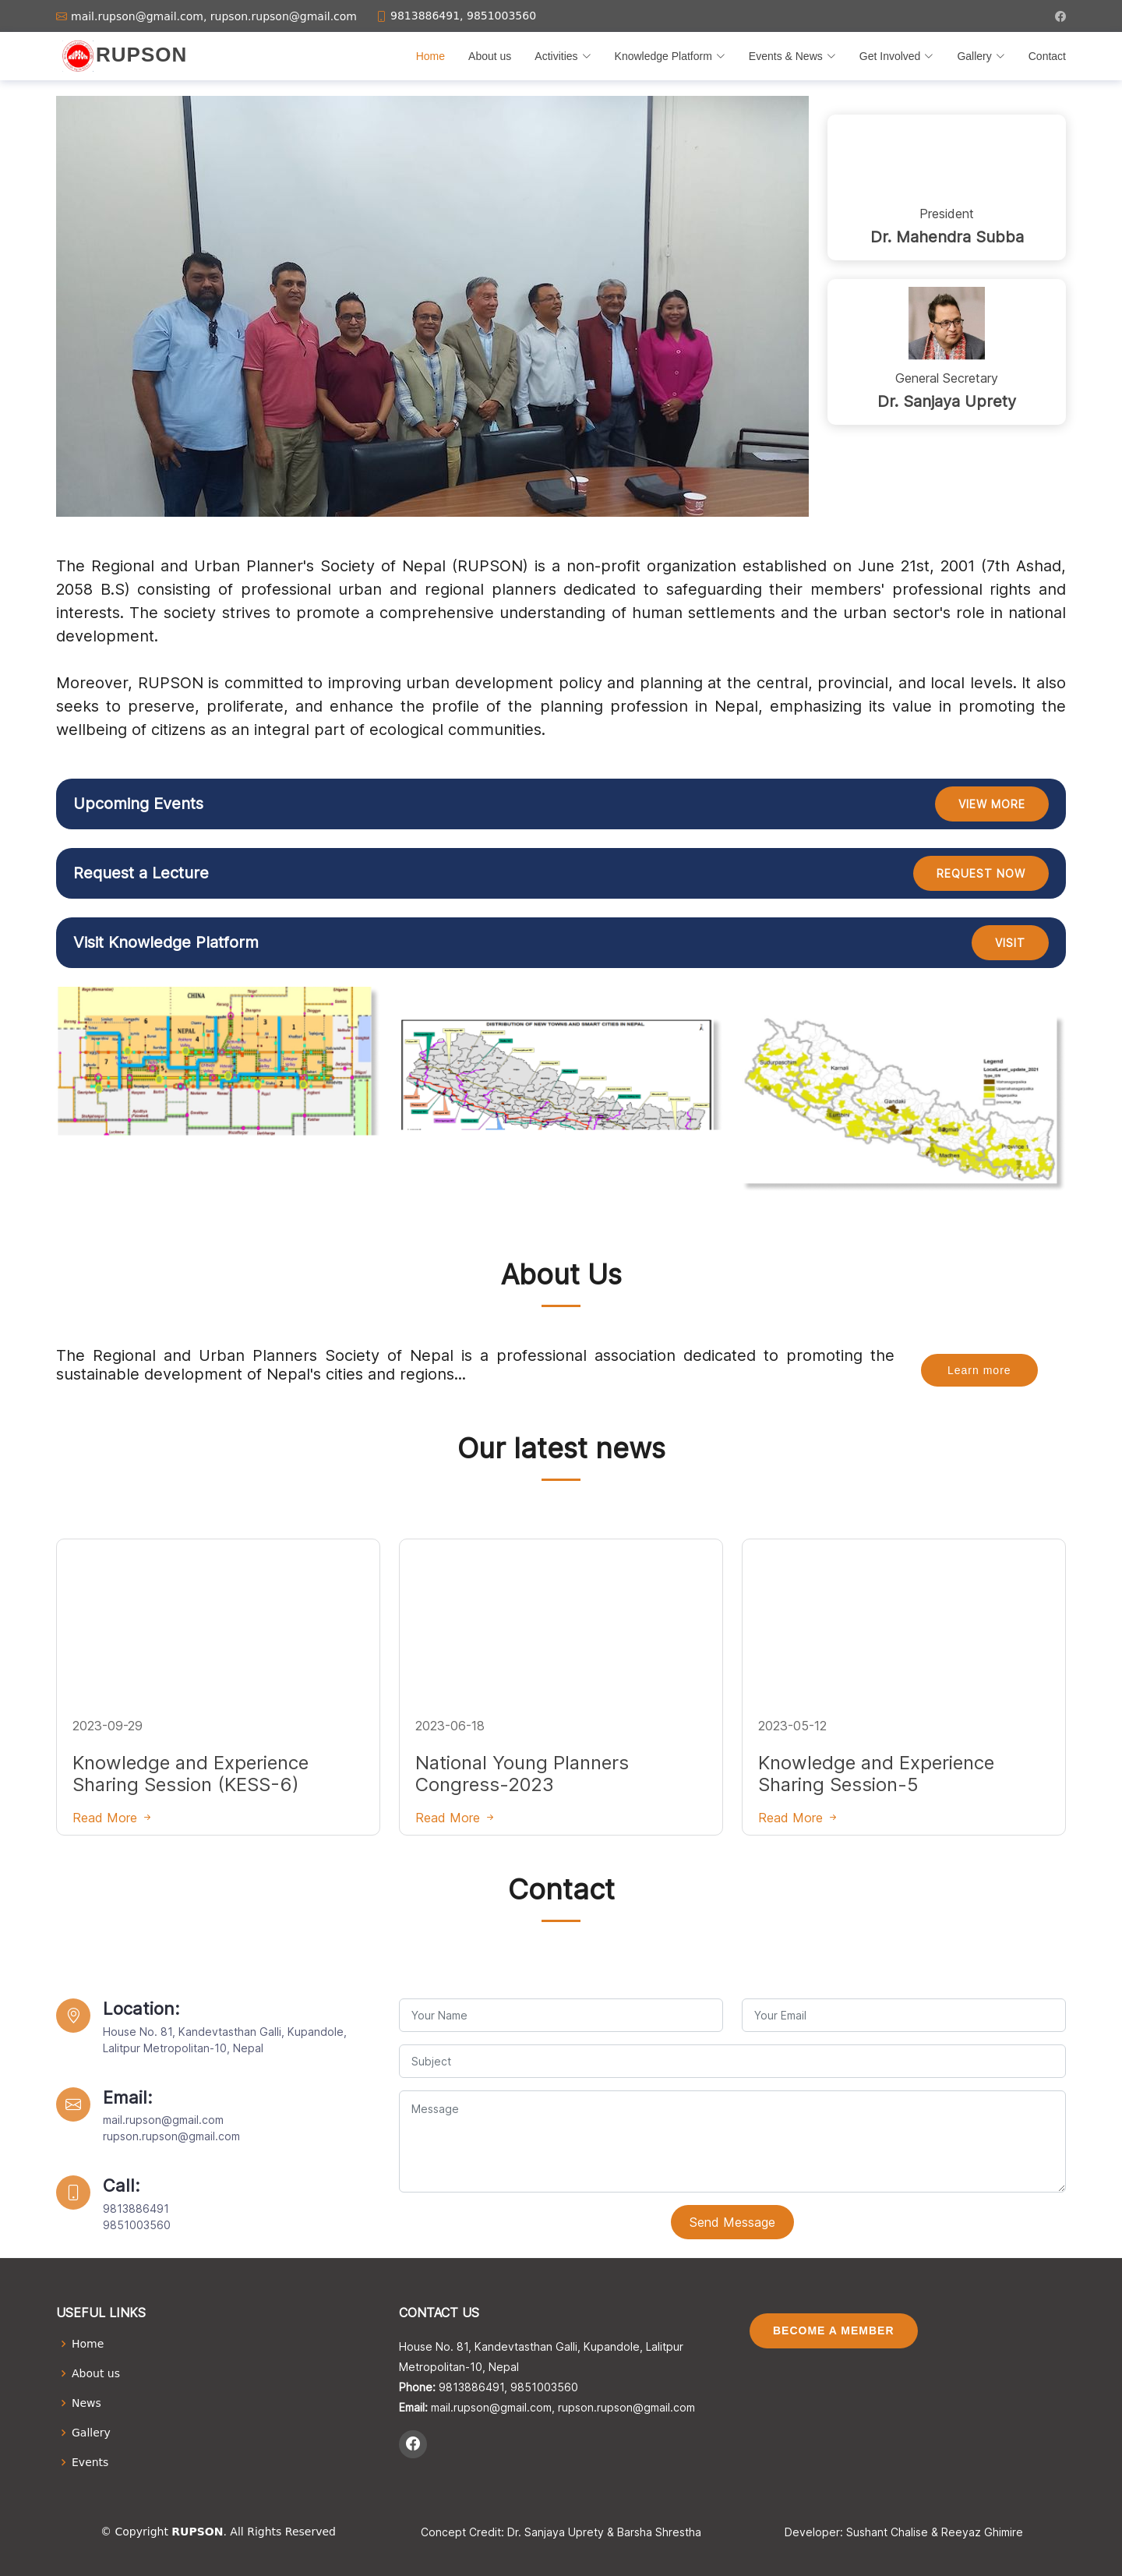 mail.rupson@gmail.com, rupson.rupson@gmail.com 9813886491, 9851003560
RUPSON
Home About us Activities Knowledge Platform Events & News Get Involved Gallery Contact
President
Dr. Mahendra Subba
General Secretary
Dr. Sanjaya Uprety
The Regional and Urban Planner's Society of Nepal (RUPSON) is a non-profit organization established on June 21st, 2001 (7th Ashad,
2058 B.S) consisting of professional urban and regional planners dedicated to safeguarding their members' professional rights and
interests. The society strives to promote a comprehensive understanding of human settlements and the urban sector's role in national
development.
Moreover, RUPSON is committed to improving urban development policy and planning at the central, provincial, and local levels. It also
seeks to preserve, proliferate, and enhance the profile of the planning profession in Nepal, emphasizing its value in promoting the
wellbeing of citizens as an integral part of ecological communities.
Upcoming Events
VIEW MORE
Request a Lecture
REQUEST NOW
Visit Knowledge Platform
VISIT
CHINA
NEPAL
DISTRIBUTION OF NEW TOWNS AND SMART CITIES IN NEPAL
Karnali
Gandaki
Legend
About Us
The Regional and Urban Planners Society of Nepal is a professional association dedicated to promoting the
sustainable development of Nepal's cities and regions...
Learn more
Our latest news
2023-09-29
Knowledge and Experience
Sharing Session (KESS-6)
Read More
2023-06-18
National Young Planners
Congress-2023
Read More
2023-05-12
Knowledge and Experience
Sharing Session-5
Read More
Contact
Location:
House No. 81, Kandevtasthan Galli, Kupandole,
Lalitpur Metropolitan-10, Nepal
Email:
mail.rupson@gmail.com
rupson.rupson@gmail.com
Call:
9813886491
9851003560
Your Name
Your Email
Subject
Message
Send Message
USEFUL LINKS
Home
About us
News
Gallery
Events
CONTACT US
House No. 81, Kandevtasthan Galli, Kupandole, Lalitpur
Metropolitan-10, Nepal
Phone: 9813886491, 9851003560
Email: mail.rupson@gmail.com, rupson.rupson@gmail.com
BECOME A MEMBER
© Copyright RUPSON. All Rights Reserved
Concept Credit: Dr. Sanjaya Uprety & Barsha Shrestha
Developer: Sushant Chalise & Reeyaz Ghimire